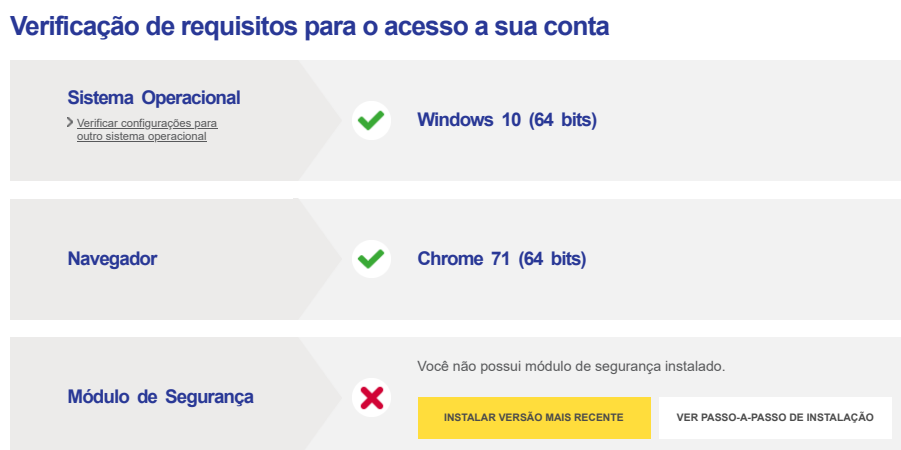 Verificação de requisitos para o acesso a sua conta
Sistema Operacional
Verificar configurações para
outro sistema operacional
Windows 10 (64 bits)
Navegador
Chrome 71 (64 bits)
Módulo de Segurança
Você não possui módulo de segurança instalado.
INSTALAR VERSÃO MAIS RECENTE
VER PASSO-A-PASSO DE INSTALAÇÃO